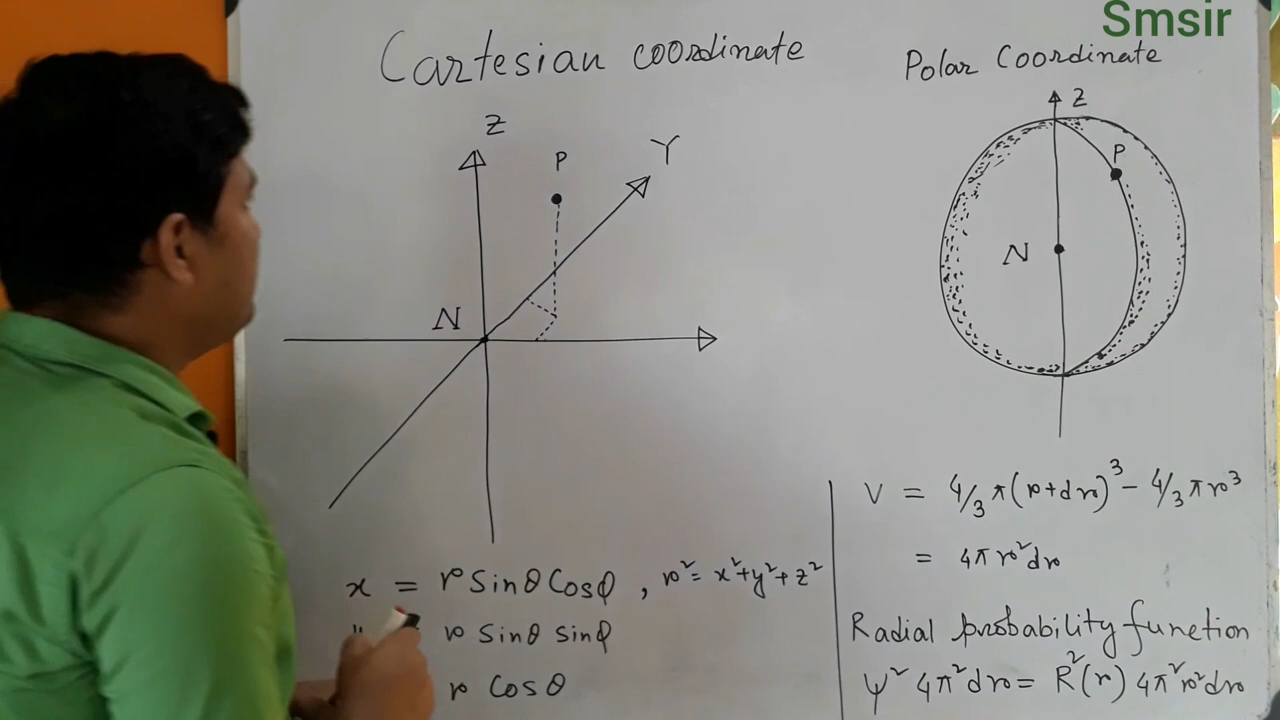 Smsir
Cartesian coordinate
Polar Coordinate
Z
P
Y
N
Z
P
N
x = r Sinθ Cosφ , r² = x²+y²+z²
r sinθ sinφ
r Cosθ
V = 4/3 π(r+dr)³ - 4/3 πr³
= 4πr²dr
Radial probability function
ψ² 4π²dr = R²(r) 4π²r²dr